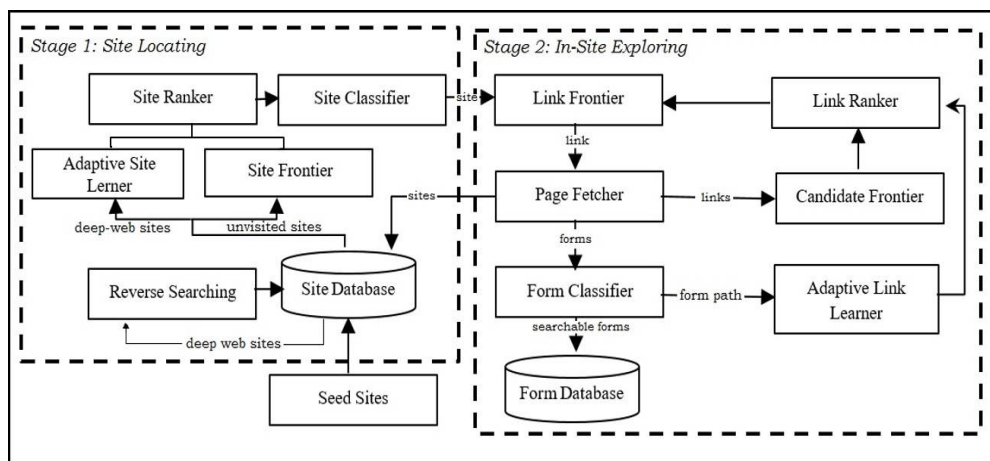 Stage 1: Site Locating
Site Ranker
Site Classifier
site
Adaptive Site
Lerner
Site Frontier
deep-web sites
unvisited sites
sites
Reverse Searching
Site Database
deep web sites
Seed Sites
Stage 2: In-Site Exploring
Link Frontier
Link Ranker
link
Page Fetcher
links
Candidate Frontier
forms
Form Classifier
form path
Adaptive Link
Learner
searchable forms
Form Database